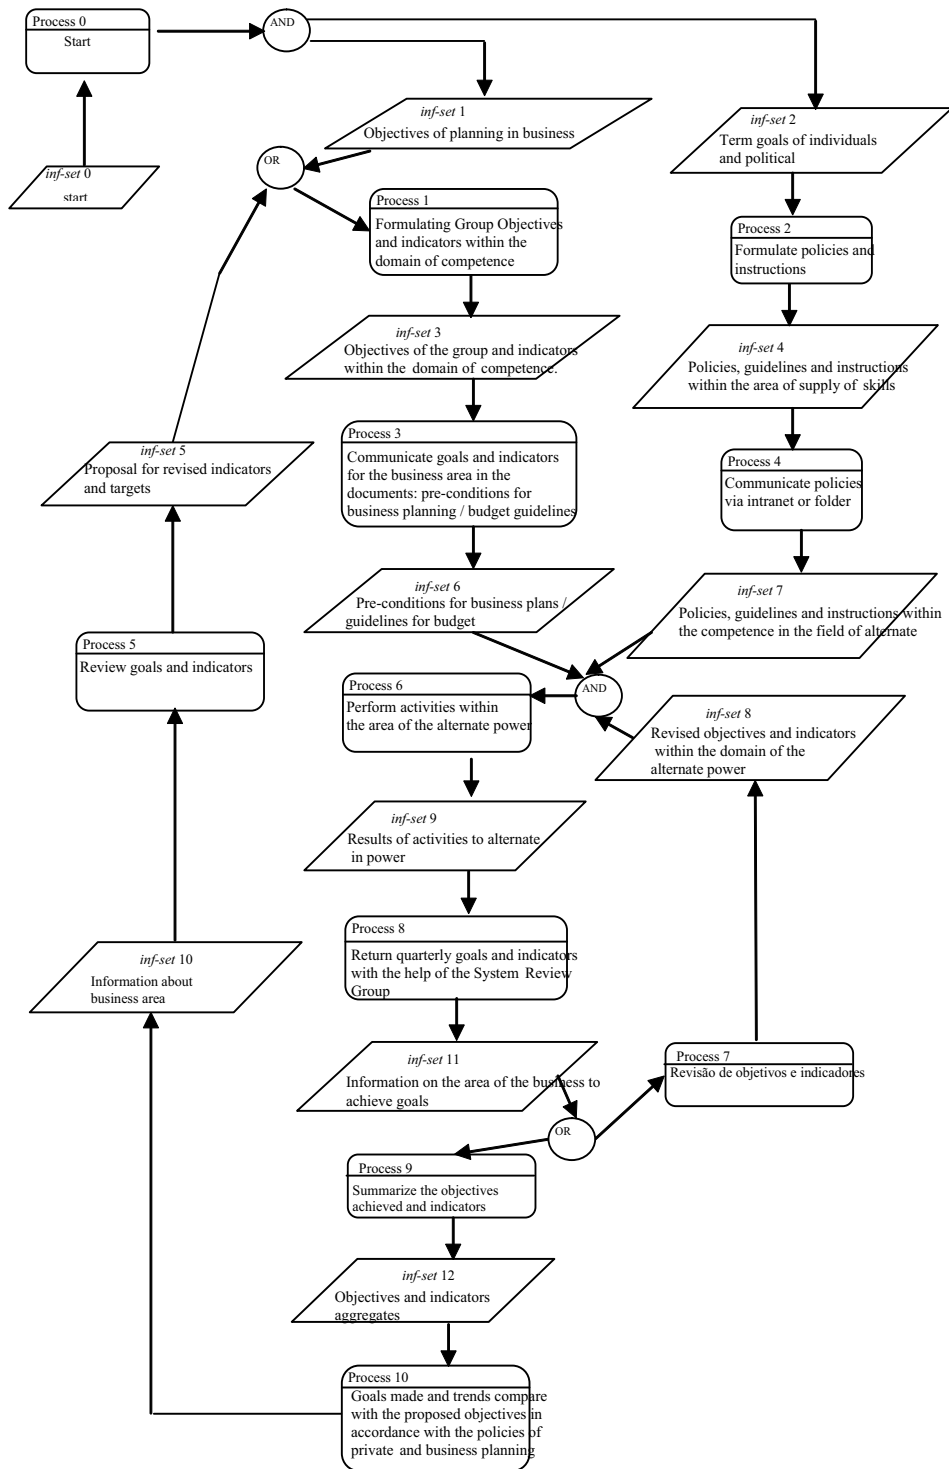 Process 0
Start
AND
inf-set 0
start
inf-set 1
Objectives of planning in business
inf-set 2
Term goals of individuals
and political
OR
Process 1
Formulating Group Objectives
and indicators within the
domain of competence
Process 2
Formulate policies and
instructions
inf-set 3
Objectives of the group and indicators
within the domain of competence.
inf-set 4
Policies, guidelines and instructions
within the area of supply of skills
inf-set 5
Proposal for revised indicators
and targets
Process 3
Communicate goals and indicators
for the business area in the
documents: pre-conditions for
business planning / budget guidelines
Process 4
Communicate policies
via intranet or folder
inf-set 6
Pre-conditions for business plans /
guidelines for budget
inf-set 7
Policies, guidelines and instructions within
the competence in the field of alternate
Process 5
Review goals and indicators
AND
Process 6
Perform activities within
the area of the alternate power
inf-set 8
Revised objectives and indicators
within the domain of the
alternate power
inf-set 9
Results of activities to alternate
in power
Process 8
Return quarterly goals and indicators
with the help of the System Review
Group
inf-set 10
Information about
business area
inf-set 11
Information on the area of the business to
achieve goals
Process 7
Revisão de objetivos e indicadores
OR
Process 9
Summarize the objectives
achieved and indicators
inf-set 12
Objectives and indicators
aggregates
Process 10
Goals made and trends compare
with the proposed objectives in
accordance with the policies of
private and business planning